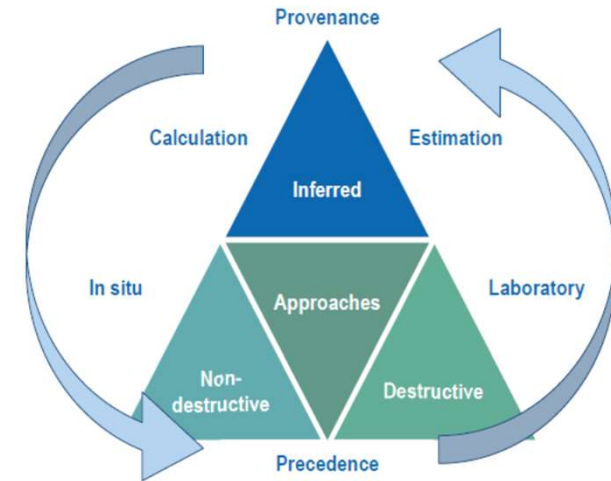 Provenance
Calculation
Estimation
Inferred
In situ
Laboratory
Approaches
Non-
destructive
Destructive
Precedence